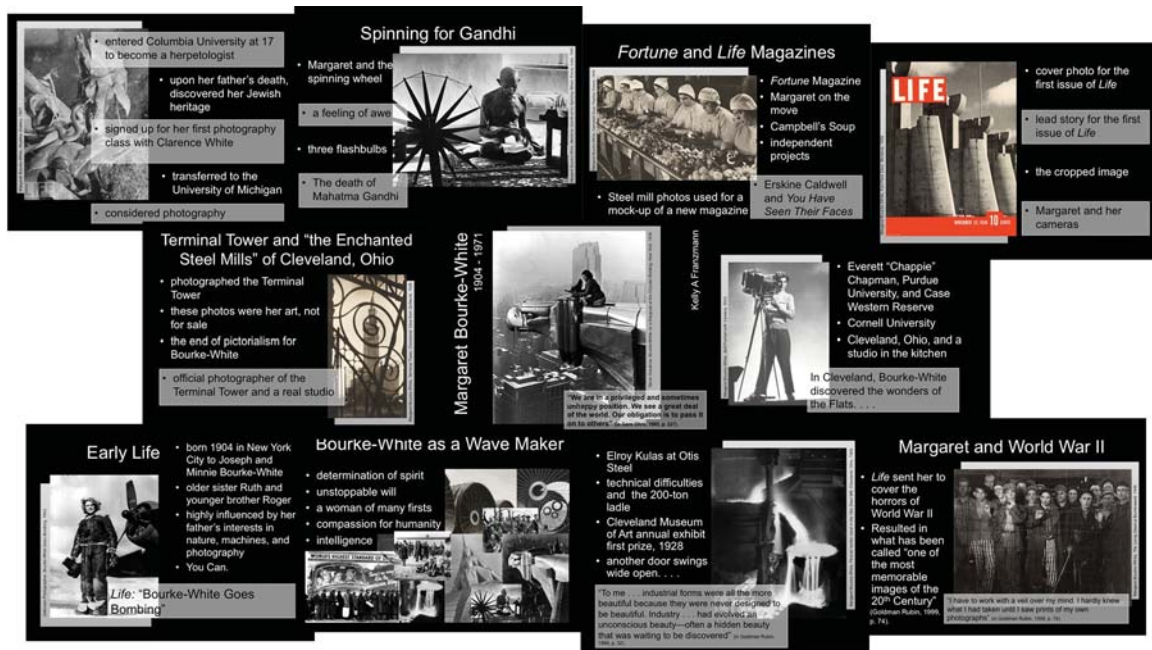 • entered Columbia University at 17
to become a herpetologist
• upon her father's death,
discovered her Jewish
heritage
• signed up for her first photography
class with Clarence White
• transferred to the
University of Michigan
• considered photography
Spinning for Gandhi
• Margaret and the
spinning wheel
• a feeling of awe
• three flashbulbs
• The death of
Mahatma Gandhi
Fortune and Life Magazines
• Fortune Magazine
• Margaret on the
move
• Campbell's Soup
• independent
projects
• Steel mill photos used for a
mock-up of a new magazine
• Erskine Caldwell
and You Have
Seen Their Faces
LIFE
10
CENTS
• cover photo for the
first issue of Life
• lead story for the first
issue of Life
• the cropped image
• Margaret and her
cameras
Terminal Tower and "the Enchanted
Steel Mills" of Cleveland, Ohio
• photographed the Terminal
Tower
• these photos were her art, not
for sale
• the end of pictorialism for
Bourke-White
• official photographer of the
Terminal Tower and a real studio
Margaret Bourke-White
1904 - 1971
"We are in a privileged and sometimes
unhappy position. We see a great deal
of the world. Our obligation is to pass it
on to others"
Kelly A Franzmann
• Everett "Chappie"
Chapman, Purdue
University, and Case
Western Reserve
• Cornell University
• Cleveland, Ohio, and a
studio in the kitchen
In Cleveland, Bourke-White
discovered the wonders of
the Flats. . . .
Early Life
• born 1904 in New York
City to Joseph and
Minnie Bourke-White
• older sister Ruth and
younger brother Roger
• highly influenced by her
father's interests in
nature, machines, and
photography
• You Can.
Life: "Bourke-White Goes
Bombing"
Bourke-White as a Wave Maker
• determination of spirit
• unstoppable will
• a woman of many firsts
• compassion for humanity
• intelligence
• Elroy Kulas at Otis
Steel
• technical difficulties
and the 200-ton
ladle
• Cleveland Museum
of Art annual exhibit
first prize, 1928
• another door swings
wide open. . . .
"To me . . . industrial forms were all the more
beautiful because they were never designed to
be beautiful. Industry . . . had evolved an
unconscious beauty—often a hidden beauty
that was waiting to be discovered"
Margaret and World War II
• Life sent her to
cover the
horrors of
World War II
• Resulted in
what has been
called "one of
the most
memorable
images of the
20th Century"
(Goldman Rubin, 1999,
p. 74).
"I have to work with a veil over my mind. I hardly knew
what I had taken until I saw prints of my own
photographs" (in Goldman Rubin, 1999, p. 76).